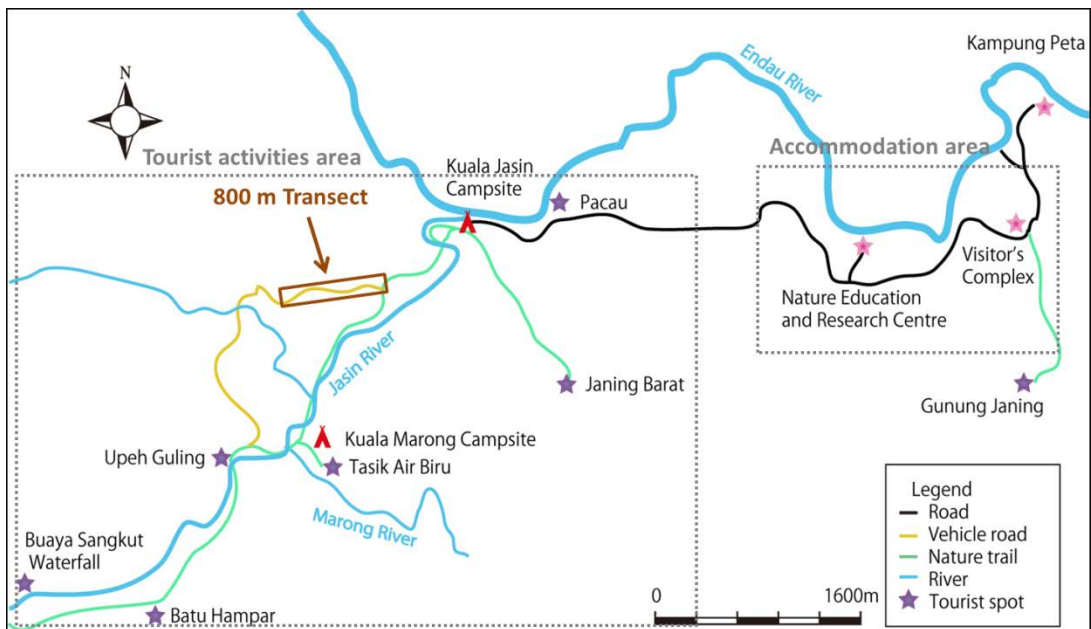 Kampung Peta
N
Endau River
Tourist activities area
Accommodation area
Kuala Jasin
Campsite
800 m Transect
Pacau
Visitor's
Complex
Nature Education
and Research Centre
Jasin River
Janing Barat
Gunung Janing
Kuala Marong Campsite
Upeh Guling
Tasik Air Biru
Marong River
Buaya Sangkut
Waterfall
Batu Hampar
0
1600m
Legend
Road
Vehicle road
Nature trail
River
Tourist spot